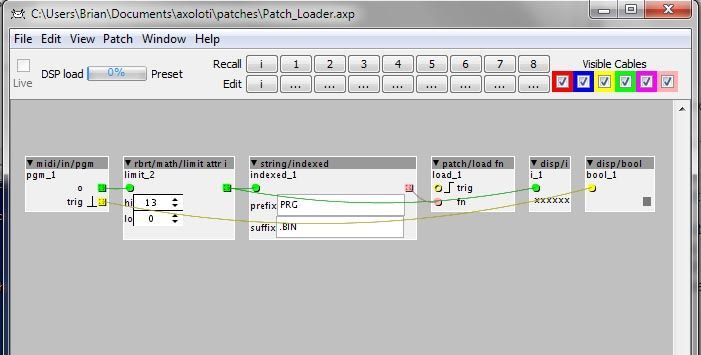 C:\Users\Brian\Documents\axoloti\patches\Patch_Loader.axp
File Edit View Patch Window Help
Live DSP load 0% Preset
Recall i 1 2 3 4 5 6 7 8
Edit i ... ... ... ... ... ... ... ...
Visible Cables
midi/in/pgm
pgm_1
o
trig
rbrt/math/limit attr i
limit_2
hi 13
lo 0
string/indexed
indexed_1
prefix PRG
suffix .BIN
patch/load fn
load_1
trig
fn
disp/i
i_1
xxxxxx
disp/bool
bool_1